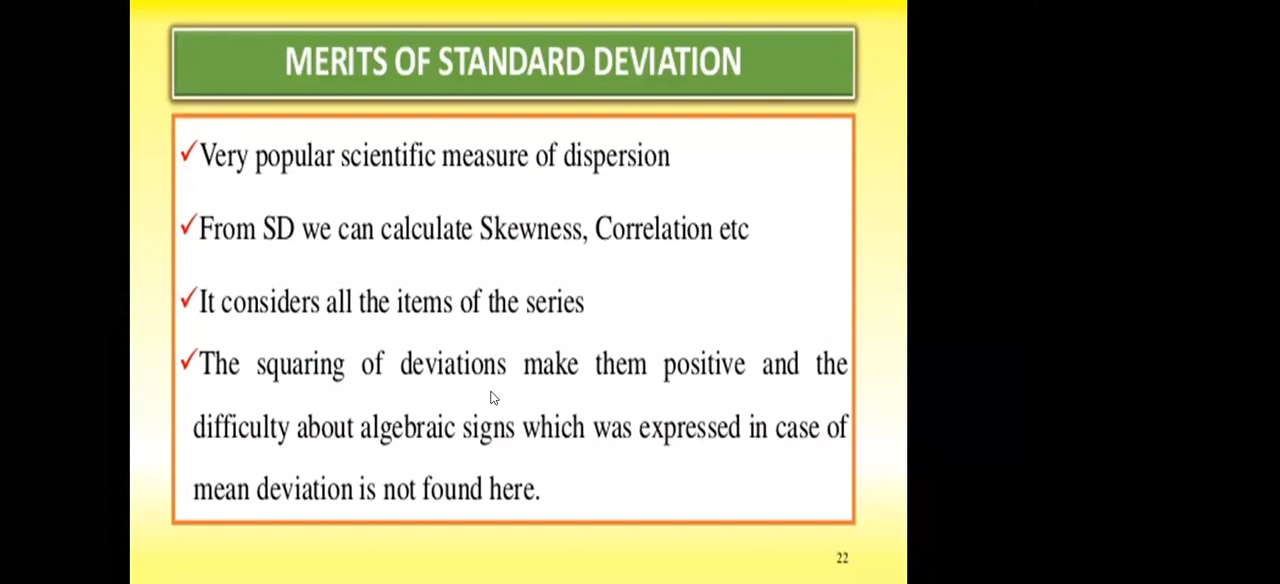 MERITS OF STANDARD DEVIATION
✓Very popular scientific measure of dispersion
✓From SD we can calculate Skewness, Correlation etc
✓It considers all the items of the series
✓The squaring of deviations make them positive and the
difficulty about algebraic signs which was expressed in case of
mean deviation is not found here.
22